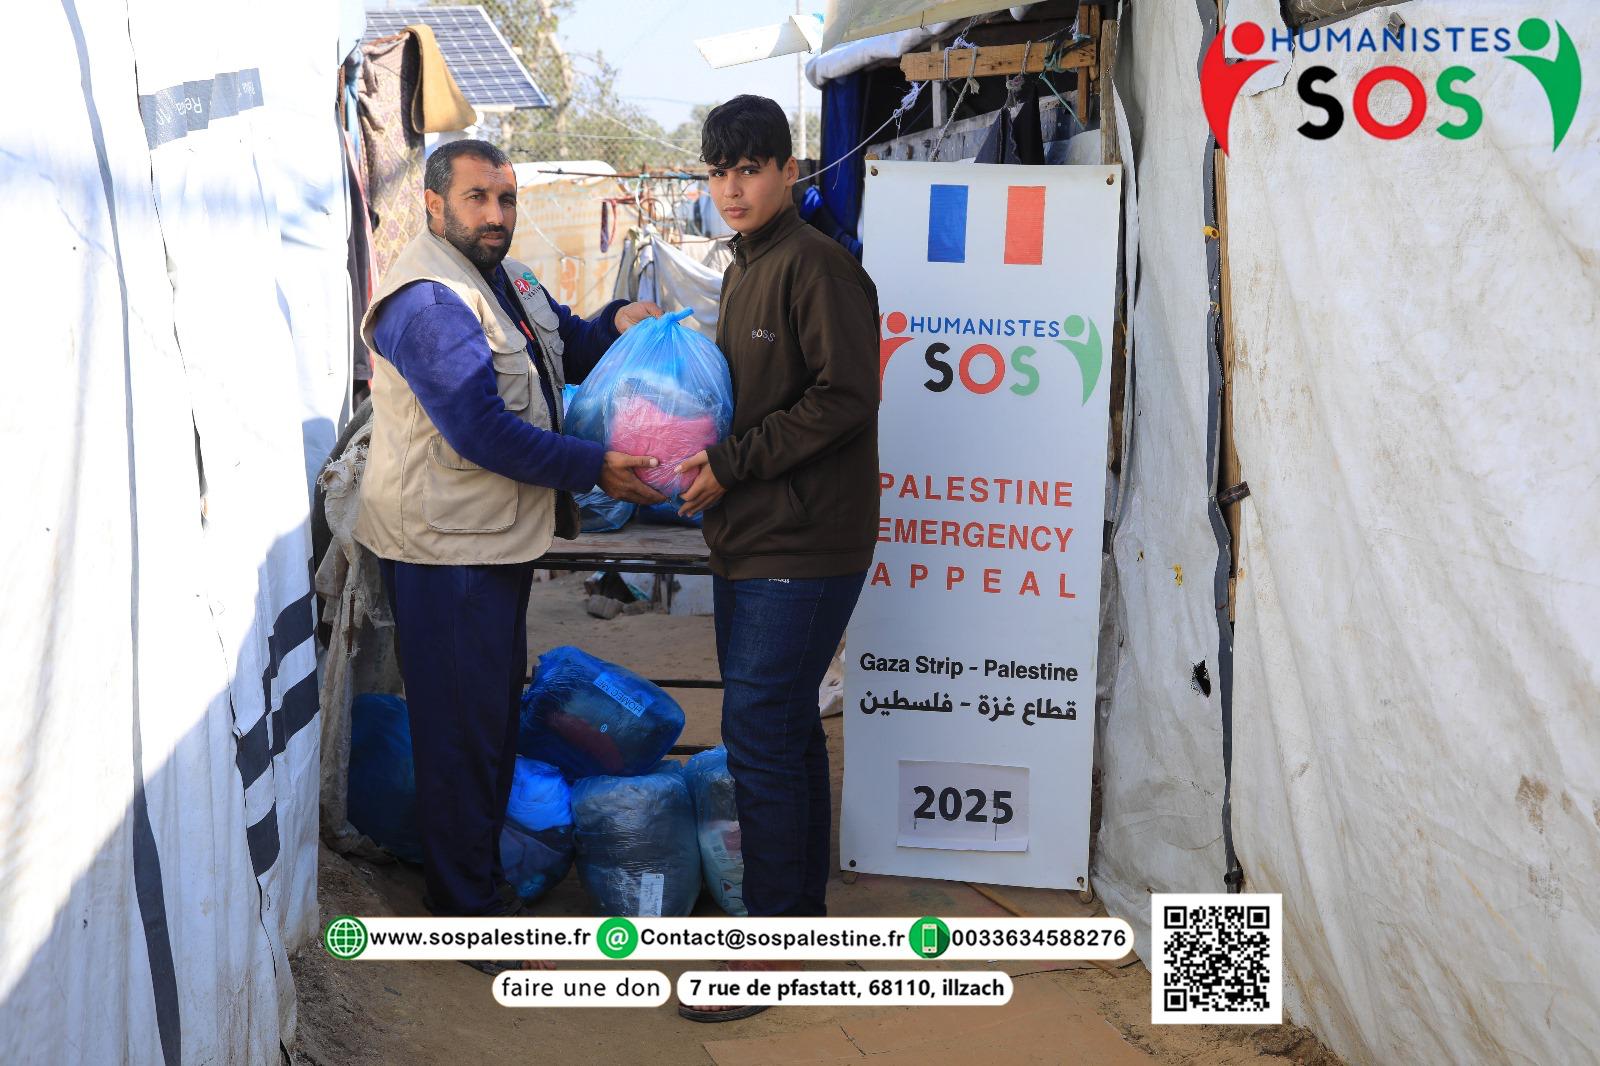 HUMANISTES
SOS
HUMANISTES
SOS
PALESTINE
EMERGENCY
APPEAL
Gaza Strip - Palestine
قطاع غزة - فلسطين
2025
BOSS
www.sospalestine.fr
Contact@sospalestine.fr
0033634588276
faire une don
7 rue de pfastatt, 68110, illzach